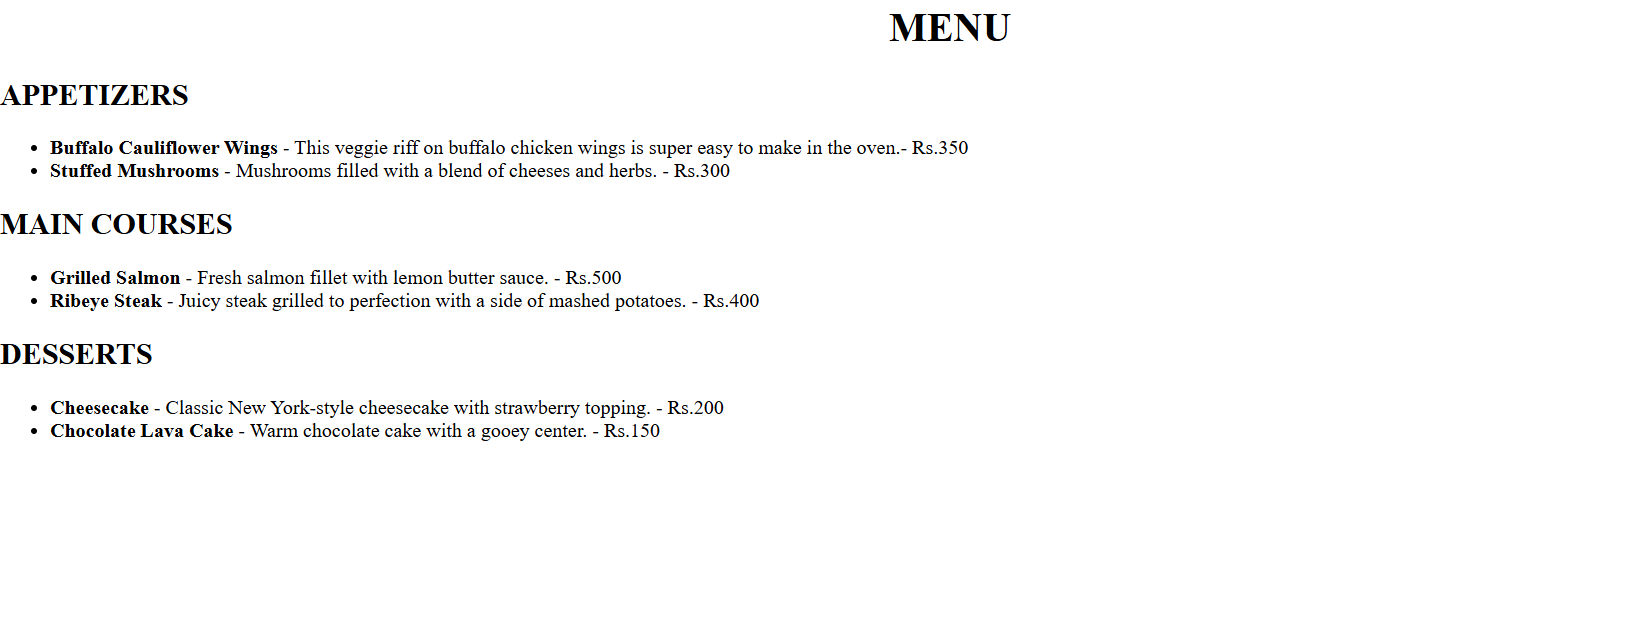 MENU
APPETIZERS
• Buffalo Cauliflower Wings - This veggie riff on buffalo chicken wings is super easy to make in the oven.- Rs.350
• Stuffed Mushrooms - Mushrooms filled with a blend of cheeses and herbs. - Rs.300
MAIN COURSES
• Grilled Salmon - Fresh salmon fillet with lemon butter sauce. - Rs.500
• Ribeye Steak - Juicy steak grilled to perfection with a side of mashed potatoes. - Rs.400
DESSERTS
• Cheesecake - Classic New York-style cheesecake with strawberry topping. - Rs.200
• Chocolate Lava Cake - Warm chocolate cake with a gooey center. - Rs.150